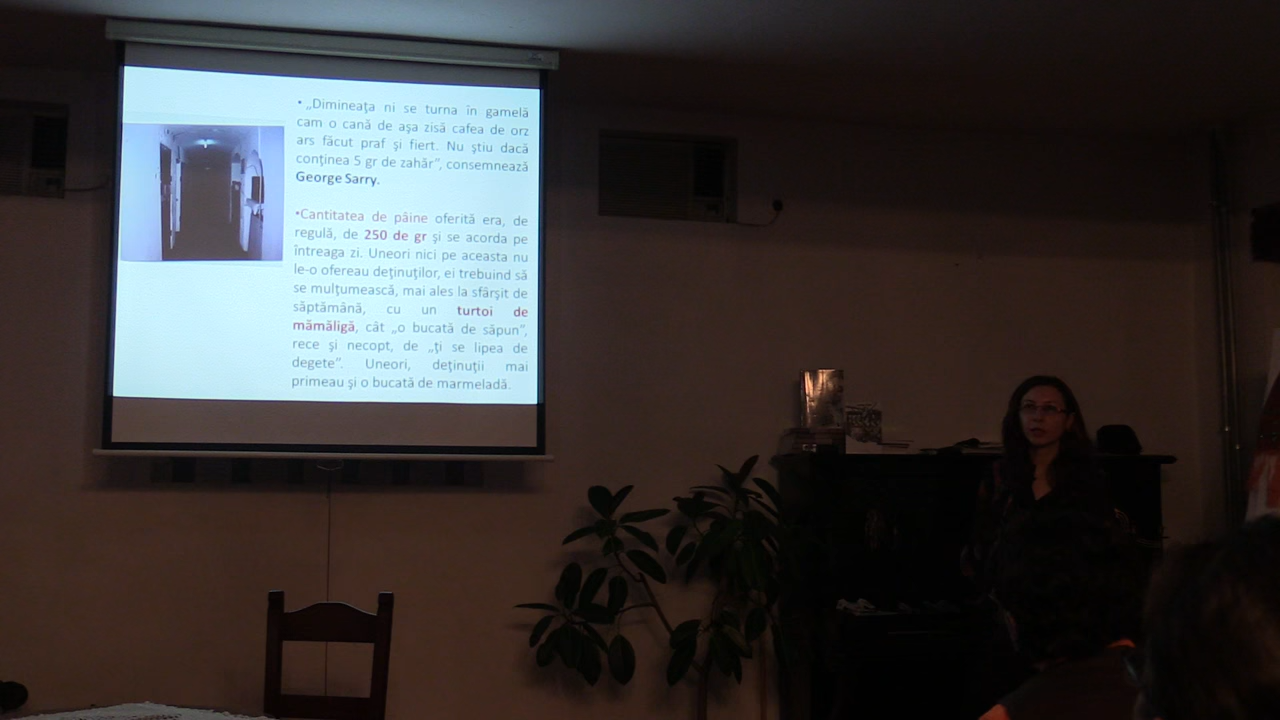 • „Dimineaţa ni se turna în gamelă
cam o cană de aşa zisă cafea de orz
ars făcut praf şi fiert. Nu ştiu dacă
conţinea 5 gr de zahăr”, consemnează
George Sarry.
•Cantitatea de pâine oferită era, de
regulă, de 250 de gr şi se acorda pe
întreaga zi. Uneori nici pe aceasta nu
le-o ofereau deţinuţilor, ei trebuind să
se mulţumească, mai ales la sfârşit de
săptămână, cu un turtoi de
mămăligă, cât „o bucată de săpun”,
rece şi necopt, de „ţi se lipea de
degete”. Uneori, deţinuţii mai
primeau şi o bucată de marmeladă.